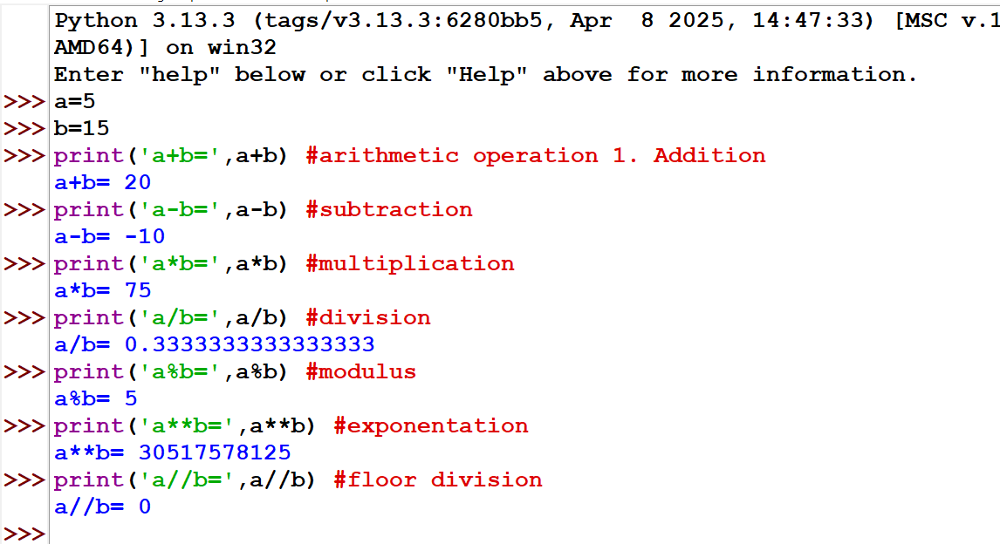 Python 3.13.3 (tags/v3.13.3:6280bb5, Apr  8 2025, 14:47:33) [MSC v.1
AMD64)] on win32
Enter "help" below or click "Help" above for more information.
>>> a=5
>>> b=15
>>> print('a+b=',a+b) #arithmetic operation 1. Addition
a+b= 20
>>> print('a-b=',a-b) #subtraction
a-b= -10
>>> print('a*b=',a*b) #multiplication
a*b= 75
>>> print('a/b=',a/b) #division
a/b= 0.3333333333333333
>>> print('a%b=',a%b) #modulus
a%b= 5
>>> print('a**b=',a**b) #exponentation
a**b= 30517578125
>>> print('a//b=',a//b) #floor division
a//b= 0
>>>